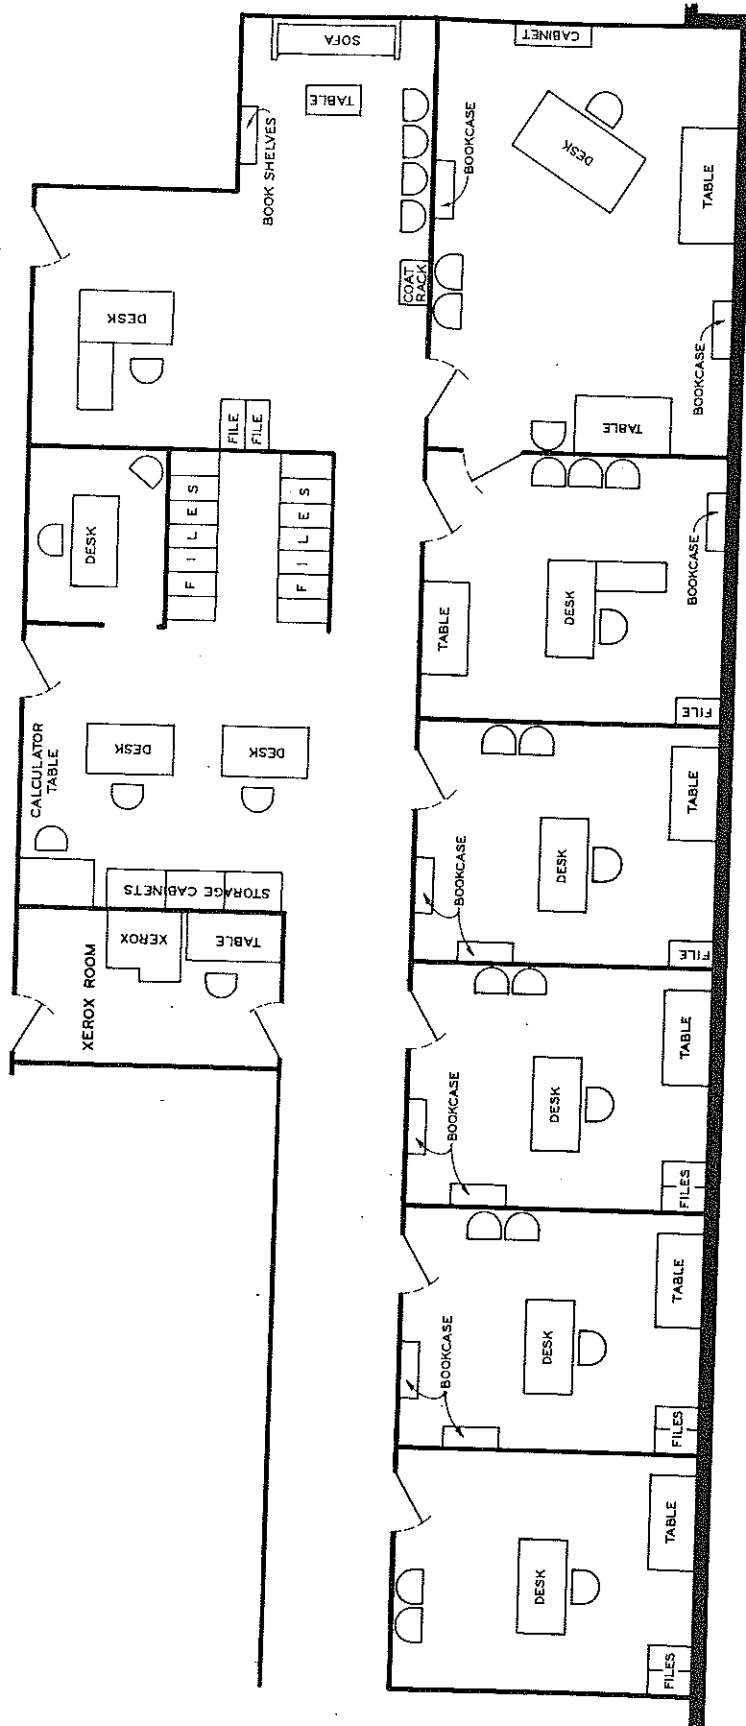 SOFA
CABINET
TABLE
BOOK SHELVES
BOOKCASE
DESK
TABLE
COAT
RACK
DESK
BOOKCASE
FILE
FILE
TABLE
FILES
FILES
DESK
TABLE
DESK
BOOKCASE
FILE
CALCULATOR
TABLE
DESK
DESK
STORAGE CABINETS
TABLE
BOOKCASE
DESK
FILE
XEROX ROOM
XEROX
TABLE
TABLE
BOOKCASE
DESK
FILES
TABLE
BOOKCASE
DESK
FILES
TABLE
DESK
FILES